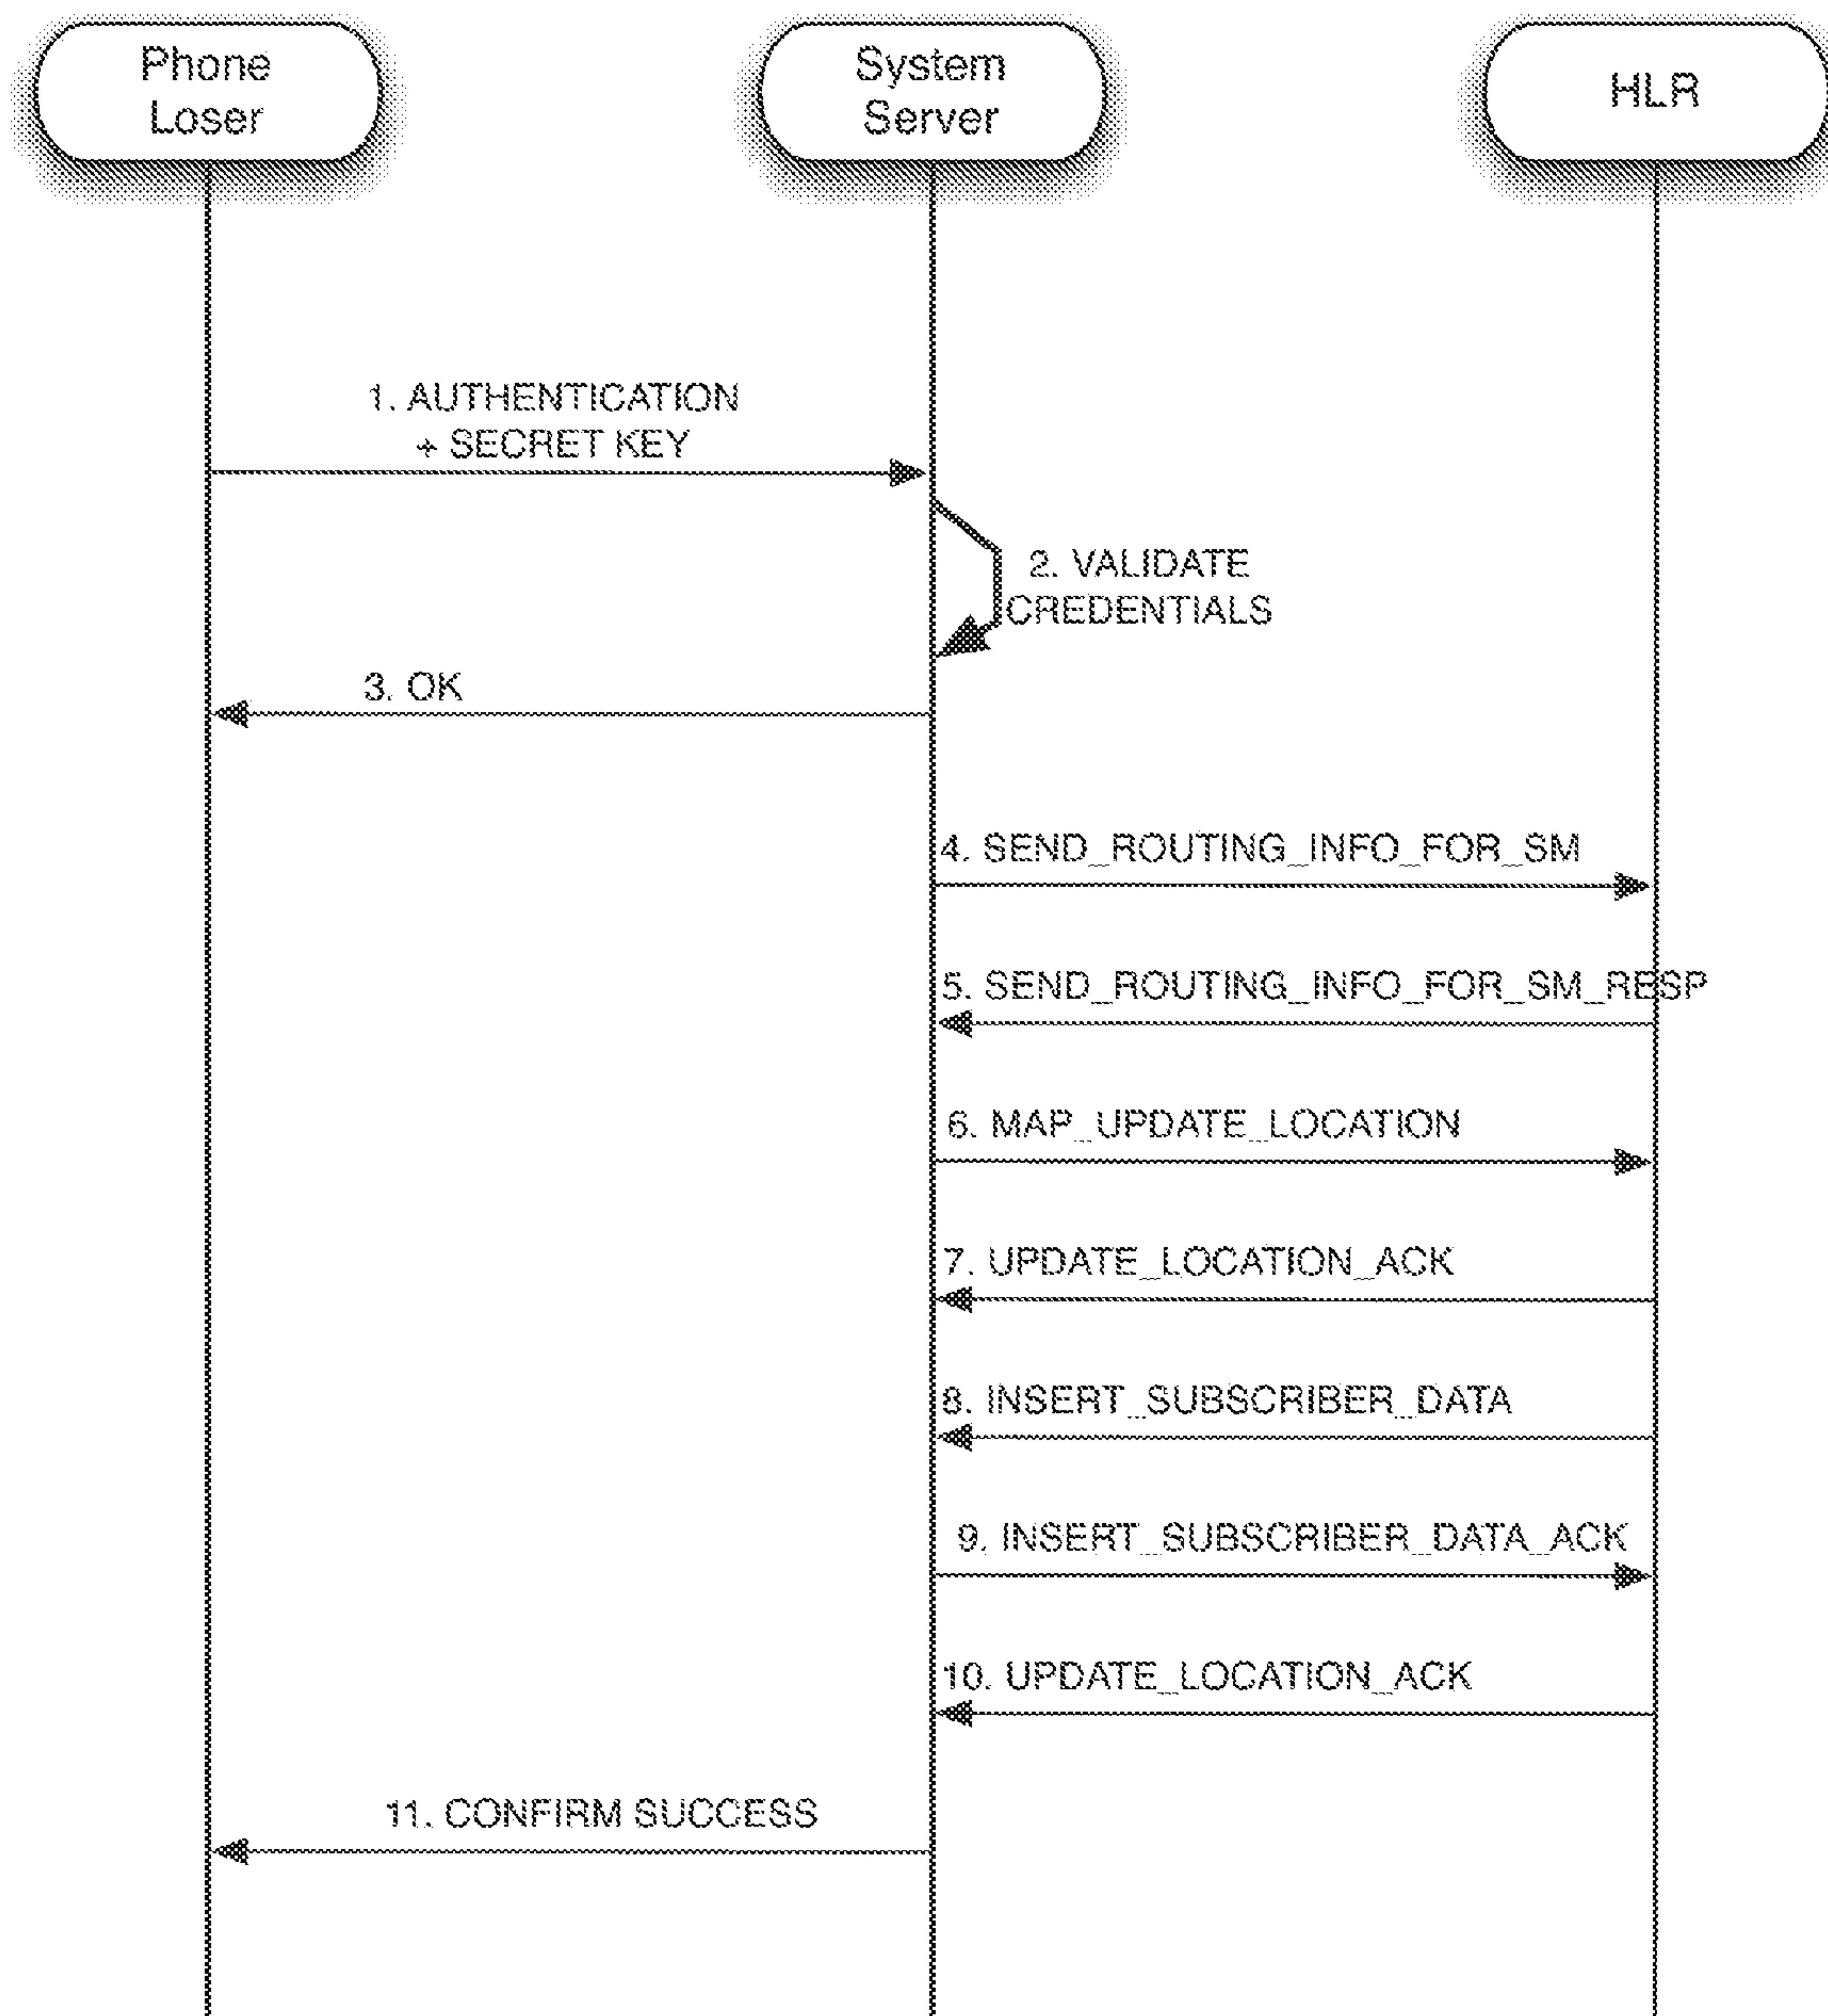 Phone
Loser
System
Server
HLR
1. AUTHENTICATION
+ SECRET KEY
2. VALIDATE
CREDENTIALS
3. OK
4. SEND_ROUTING_INFO_FOR_SM
5. SEND_ROUTING_INFO_FOR_SM_RESP
6. MAP_UPDATE_LOCATION
7. UPDATE_LOCATION_ACK
8. INSERT_SUBSCRIBER_DATA
9. INSERT_SUBSCRIBER_DATA_ACK
10. UPDATE_LOCATION_ACK
11. CONFIRM SUCCESS